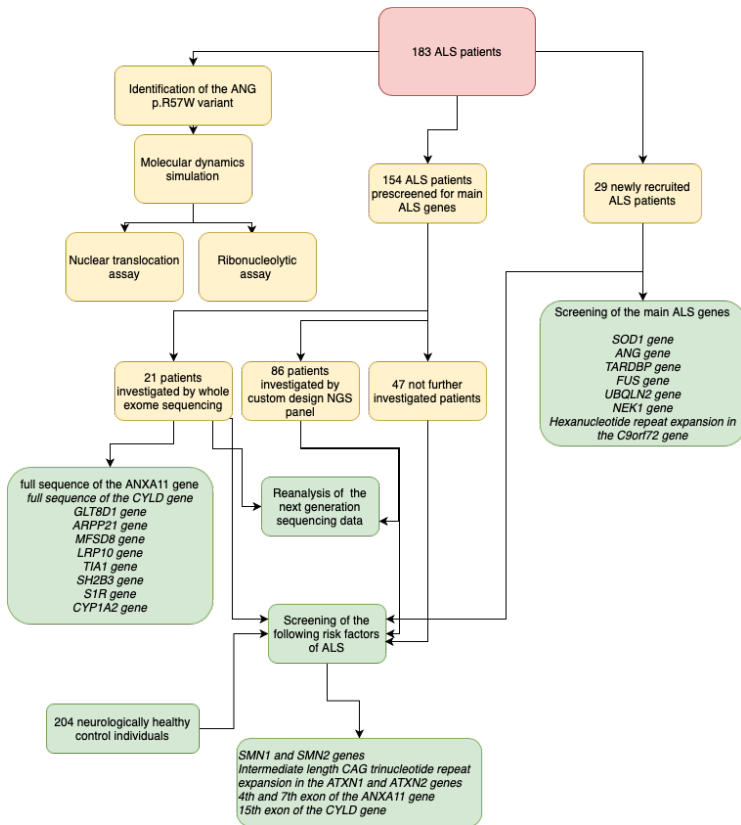 183 ALS patients
Identification of the ANG
p.R57W variant
Molecular dynamics
simulation
Nuclear translocation
assay
Ribonucleolytic
assay
154 ALS patients
prescreened for main
ALS genes
29 newly recruited
ALS patients
Screening of the main ALS genes
SOD1 gene
ANG gene
TARDBP gene
FUS gene
UBQLN2 gene
NEK1 gene
Hexanucleotide repeat expansion in
the C9orf72 gene
21 patients
investigated by whole
exome sequencing
86 patients
investigated by
custom design NGS
panel
47 not further
investigated patients
full sequence of the ANXA11 gene
full sequence of the CYLD gene
GLT8D1 gene
ARPP21 gene
MFSD8 gene
LRP10 gene
TIA1 gene
SH2B3 gene
S1R gene
CYP1A2 gene
Reanalysis of the
next generation
sequencing data
Screening of the
following risk factors
of ALS
204 neurologically healthy
control individuals
SMN1 and SMN2 genes
Intermediate length CAG trinucleotide repeat
expansion in the ATXN1 and ATXN2 genes
4th and 7th exon of the ANXA11 gene
15th exon of the CYLD gene